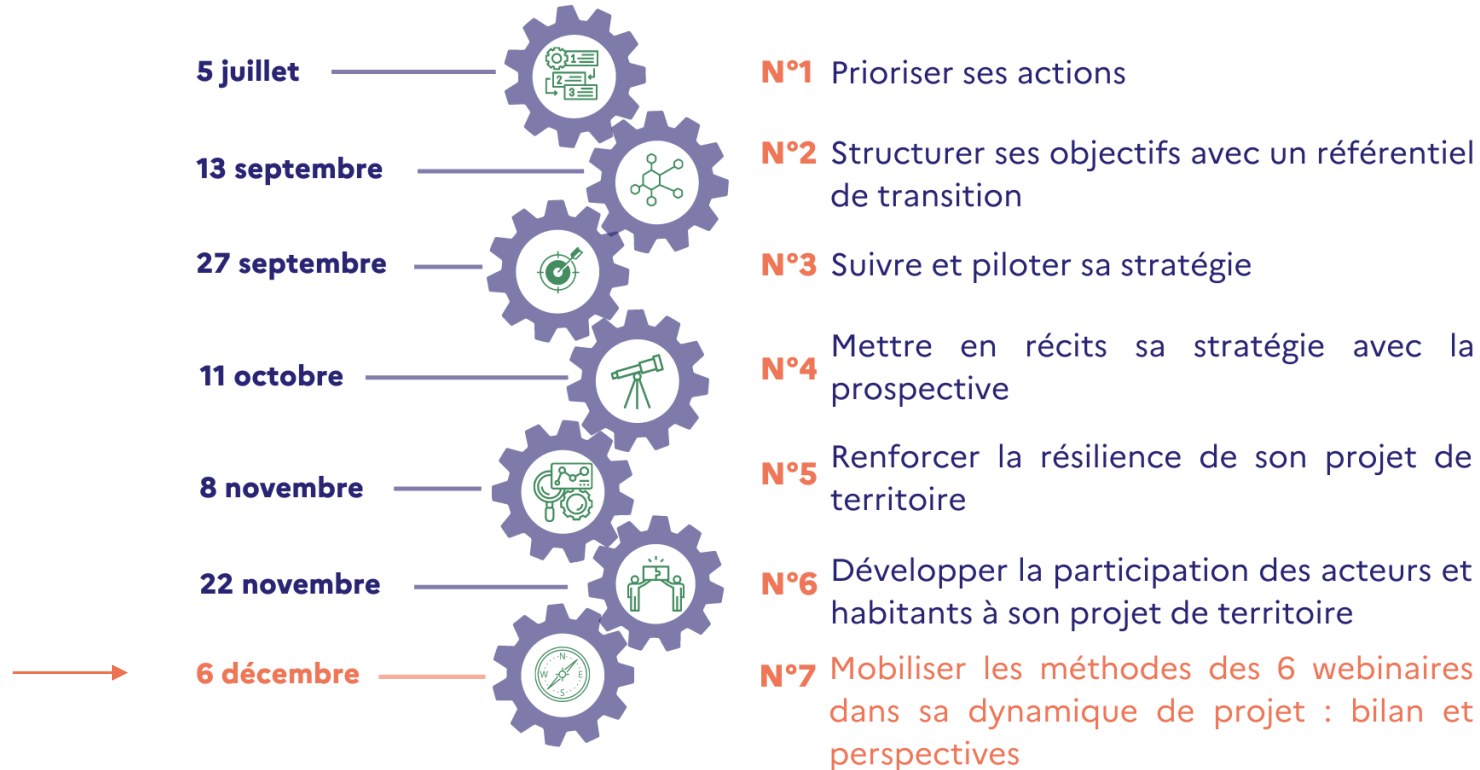 5 juillet
N°1 Prioriser ses actions
13 septembre
N°2 Structurer ses objectifs avec un référentiel
de transition
27 septembre
N°3 Suivre et piloter sa stratégie
11 octobre
N°4 Mettre en récits sa stratégie avec la
prospective
8 novembre
N°5 Renforcer la résilience de son projet de
territoire
22 novembre
N°6 Développer la participation des acteurs et
habitants à son projet de territoire
6 décembre
N°7 Mobiliser les méthodes des 6 webinaires
dans sa dynamique de projet : bilan et
perspectives
1
2
3
N
W E
S